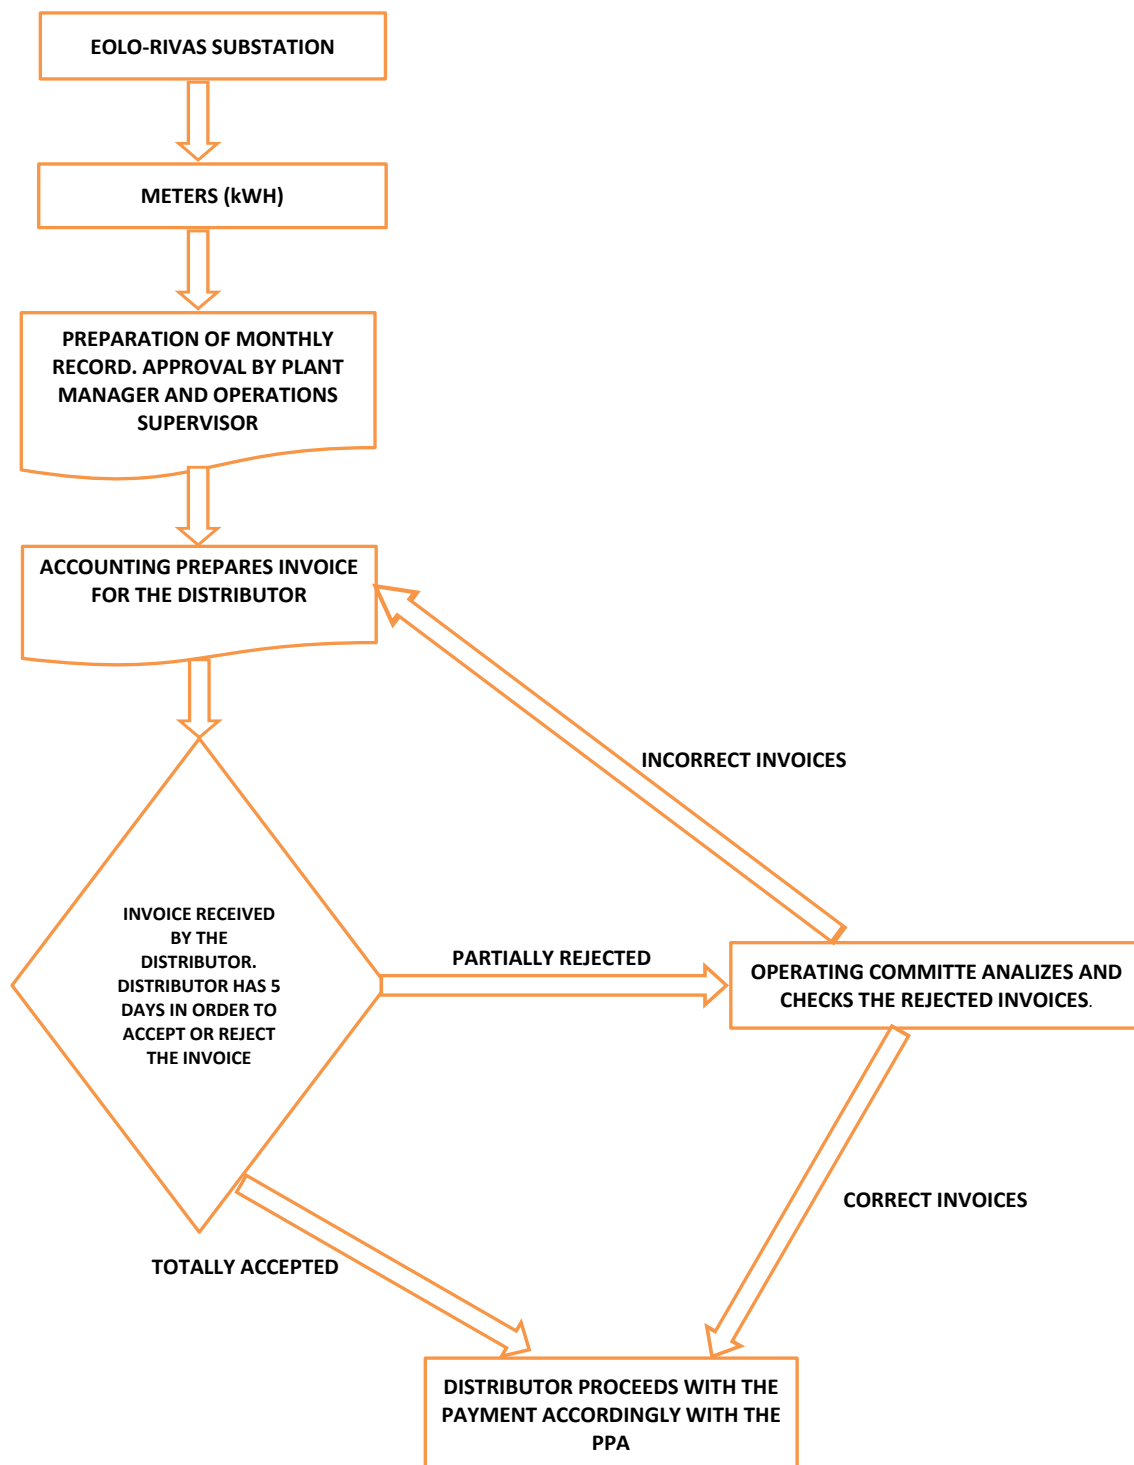 EOLO-RIVAS SUBSTATION
METERS (kWH)
PREPARATION OF MONTHLY
RECORD. APPROVAL BY PLANT
MANAGER AND OPERATIONS
SUPERVISOR
ACCOUNTING PREPARES INVOICE
FOR THE DISTRIBUTOR
INCORRECT INVOICES
INVOICE RECEIVED
BY THE
DISTRIBUTOR.
DISTRIBUTOR HAS 5
DAYS IN ORDER TO
ACCEPT OR REJECT
THE INVOICE
PARTIALLY REJECTED
OPERATING COMMITTE ANALIZES AND
CHECKS THE REJECTED INVOICES.
CORRECT INVOICES
TOTALLY ACCEPTED
DISTRIBUTOR PROCEEDS WITH THE
PAYMENT ACCORDINGLY WITH THE
PPA